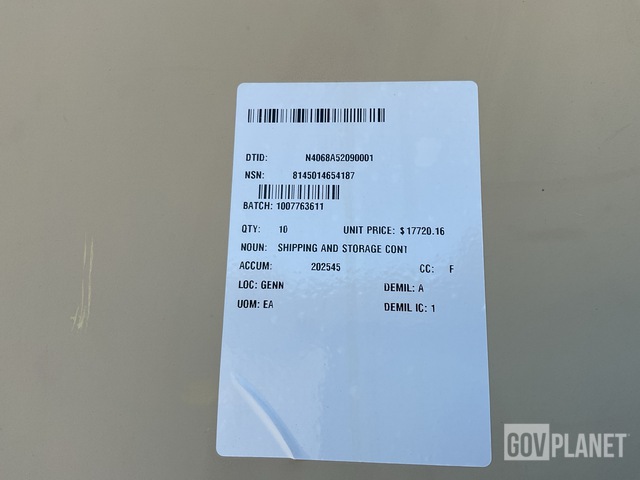 DTID: N4068A52090001
NSN: 8145014654187
BATCH: 1007763611
QTY: 10 UNIT PRICE: $17720.16
NOUN: SHIPPING AND STORAGE CONT
ACCUM: 202545 CC: F
LOC: GENN DEMIL: A
UOM: EA DEMIL IC: 1
GOVPLANET